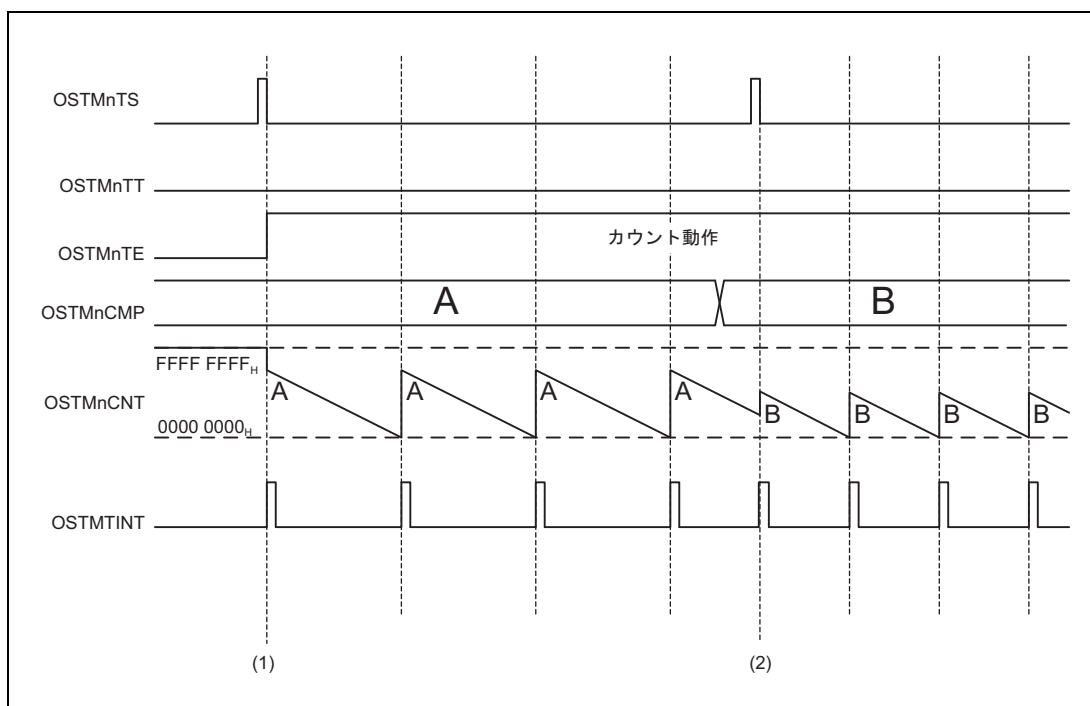 OSTMnTS
OSTMnTT
OSTMnTE
カウント動作
OSTMnCMP
A
B
FFFF FFFFH
OSTMnCNT
A
A
A
A
B
B
B
B
0000 0000H
OSTMTINT
(1)
(2)